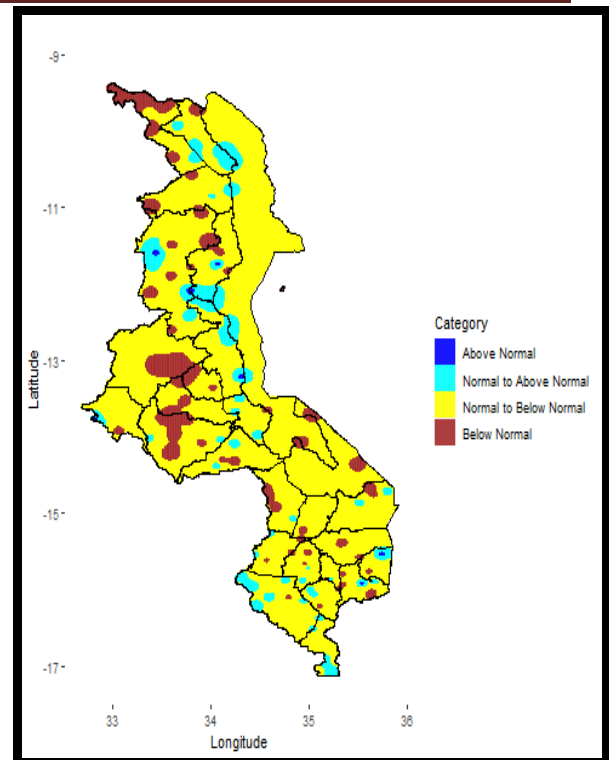 -9
-11
-13
-15
-17
Latitude
33
34
35
36
Longitude
Category
Above Normal
Normal to Above Normal
Normal to Below Normal
Below Normal